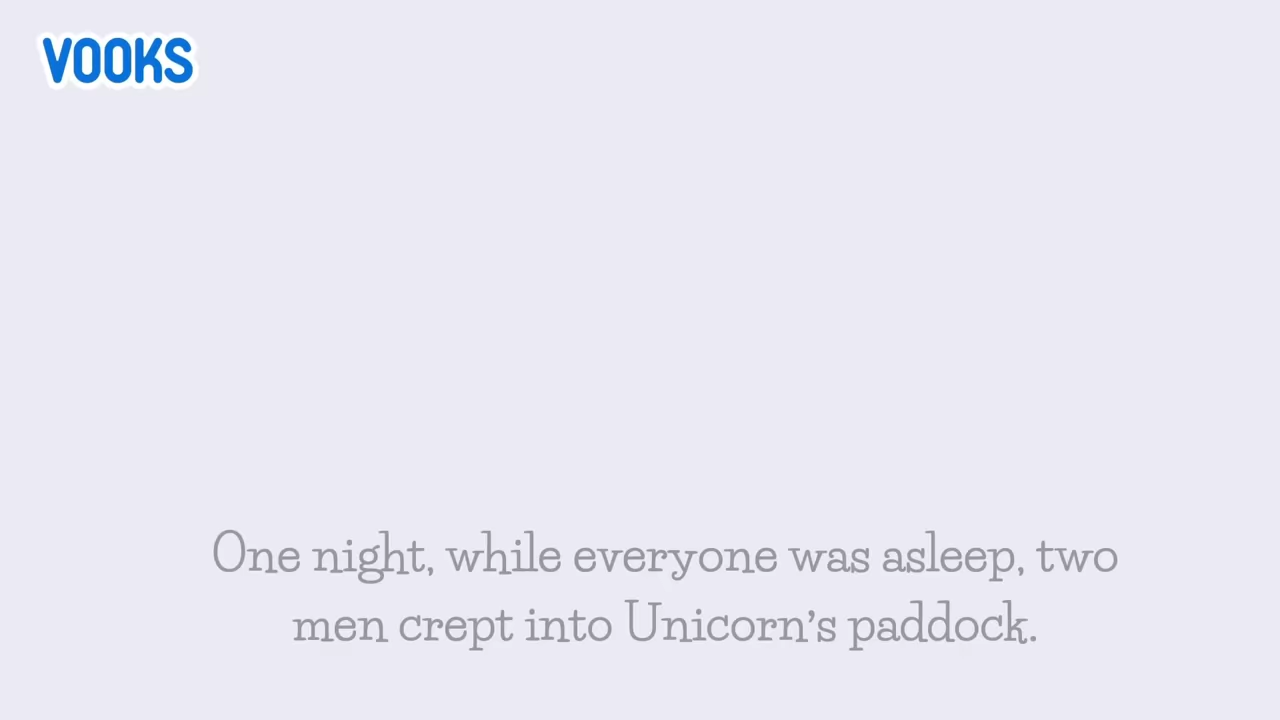 VOOKS
One night, while everyone was asleep, two
men crept into Unicorn’s paddock.